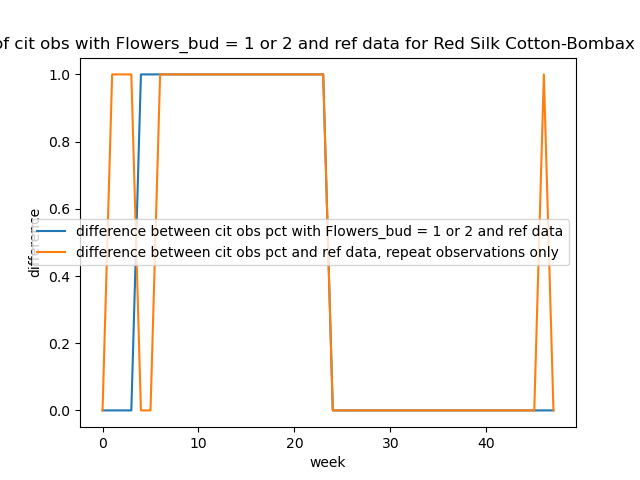 of cit obs with Flowers_bud = 1 or 2 and ref data for Red Silk Cotton-Bombax
1.0
0.8
0.6
0.4
0.2
0.0
difference
difference between cit obs pct with Flowers_bud = 1 or 2 and ref data
difference between cit obs pct and ref data, repeat observations only
0 10 20 30 40
week